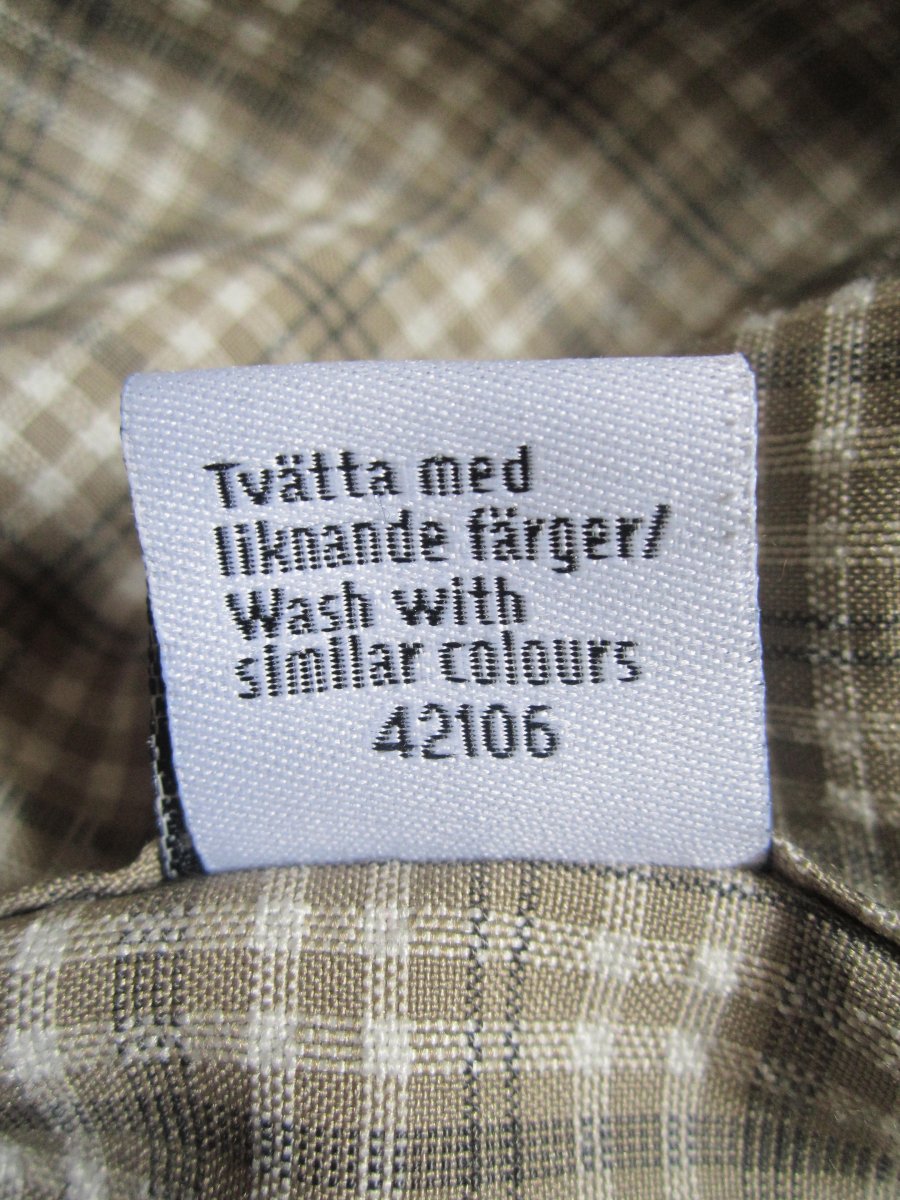 Tvätta med
liknande färger/
Wash with
similar colours
42106